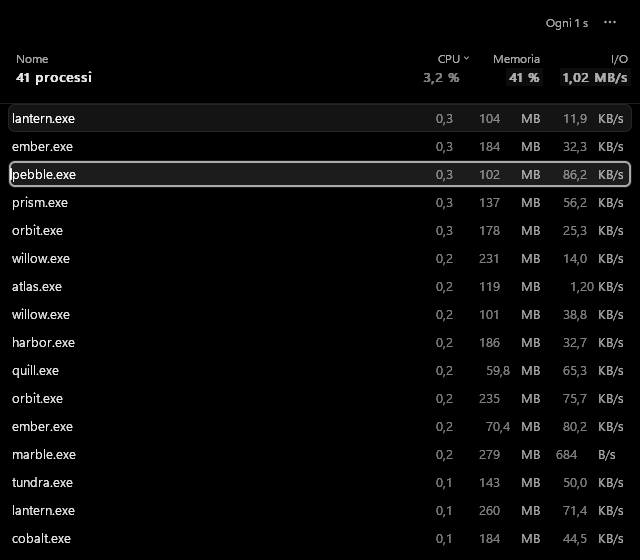 Ogni 1 s ···
Nome CPU Memoria I/O
41 processi 3,2 % 41 % 1,02 MB/s
lantern.exe 0,3 104 MB 11,9 KB/s
ember.exe 0,3 184 MB 32,3 KB/s
pebble.exe 0,3 102 MB 86,2 KB/s
prism.exe 0,3 137 MB 56,2 KB/s
orbit.exe 0,3 178 MB 25,3 KB/s
willow.exe 0,2 231 MB 14,0 KB/s
atlas.exe 0,2 119 MB 1,20 KB/s
willow.exe 0,2 101 MB 38,8 KB/s
harbor.exe 0,2 186 MB 32,7 KB/s
quill.exe 0,2 59,8 MB 65,3 KB/s
orbit.exe 0,2 235 MB 75,7 KB/s
ember.exe 0,2 70,4 MB 80,2 KB/s
marble.exe 0,2 279 MB 684 B/s
tundra.exe 0,1 143 MB 50,0 KB/s
lantern.exe 0,1 260 MB 71,4 KB/s
cobalt.exe 0,1 184 MB 44,5 KB/s